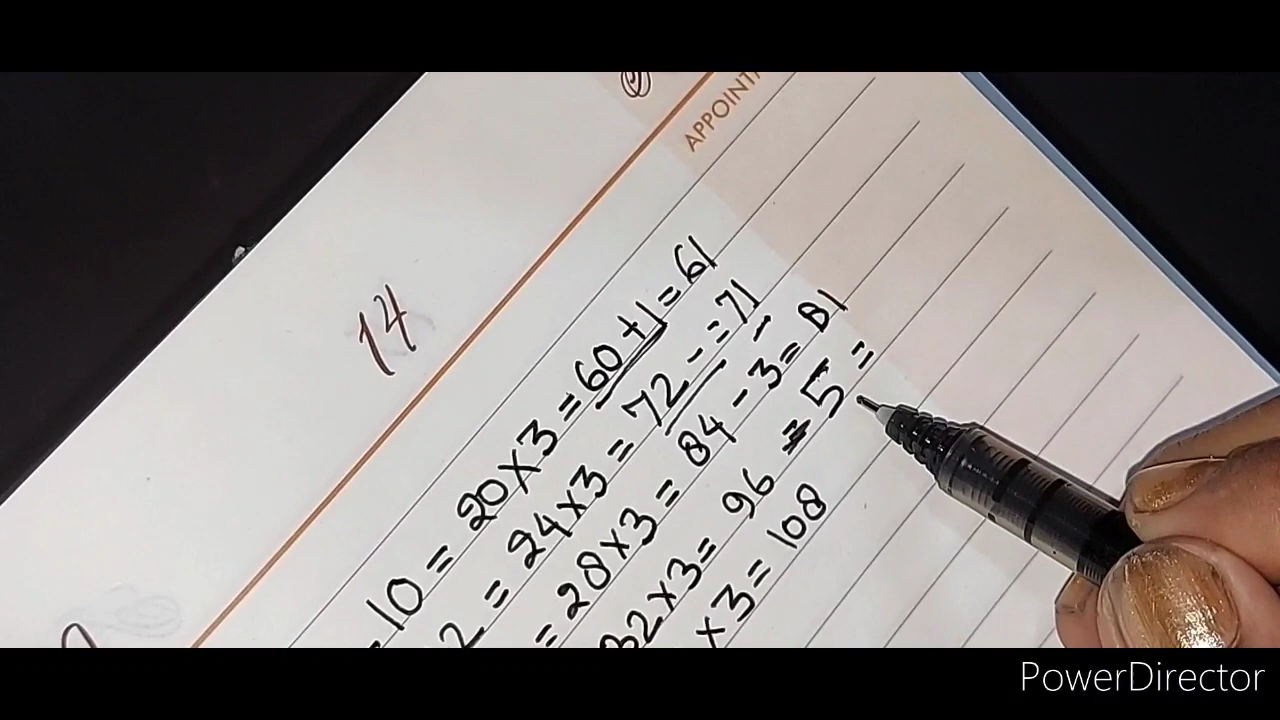 APPOINT
14
10 = 20 X 3 = 60 + 1 = 61
2 = 24 x 3 = 72 - = 71
= 28 x 3 = 84 - 3 = 81
32 x 3 = 96 = 5 =
x 3 = 108
PowerDirector